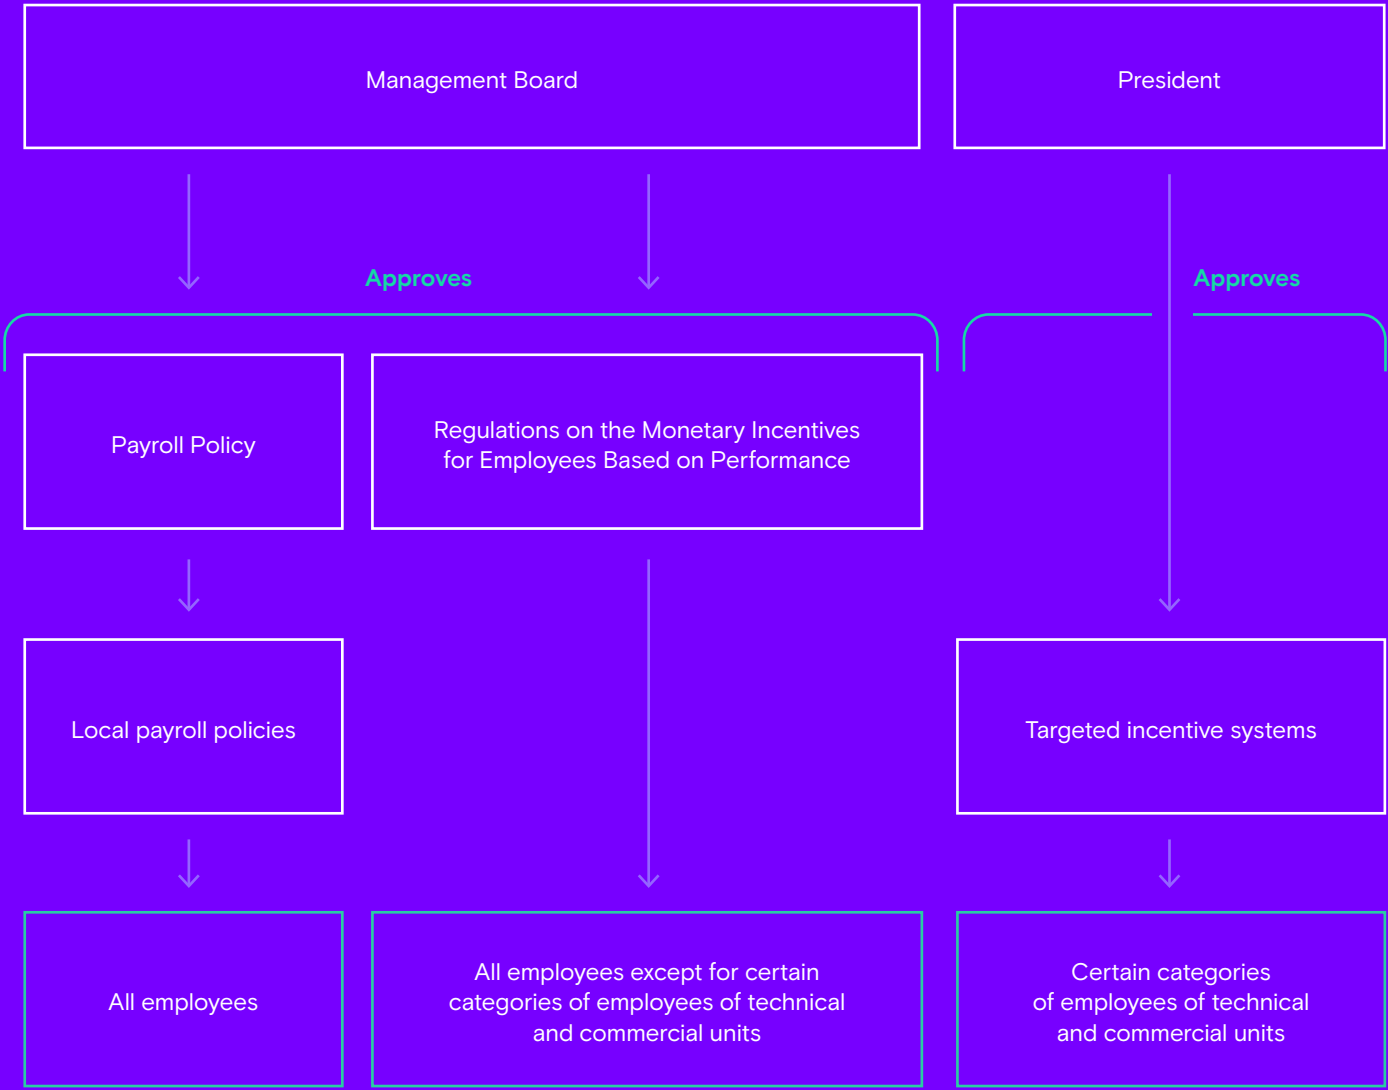 Management Board
President
Approves
Approves
Payroll Policy
Regulations on the Monetary Incentives
for Employees Based on Performance
Local payroll policies
Targeted incentive systems
All employees
All employees except for certain
categories of employees of technical
and commercial units
Certain categories
of employees of technical
and commercial units